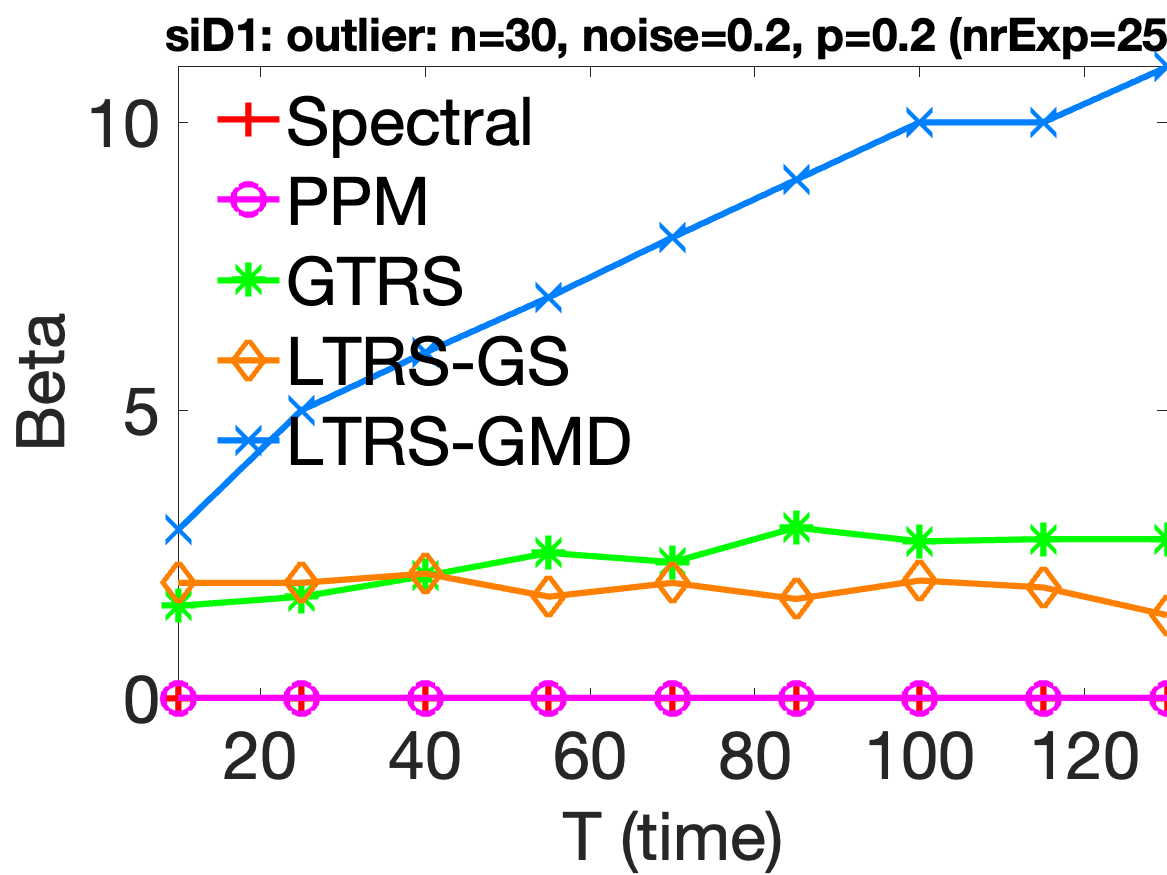 siD1: outlier: n=30, noise=0.2, p=0.2 (nrExp=25
10
5
0
Beta
Spectral
PPM
GTRS
LTRS-GS
LTRS-GMD
20 40 60 80 100 120
T (time)